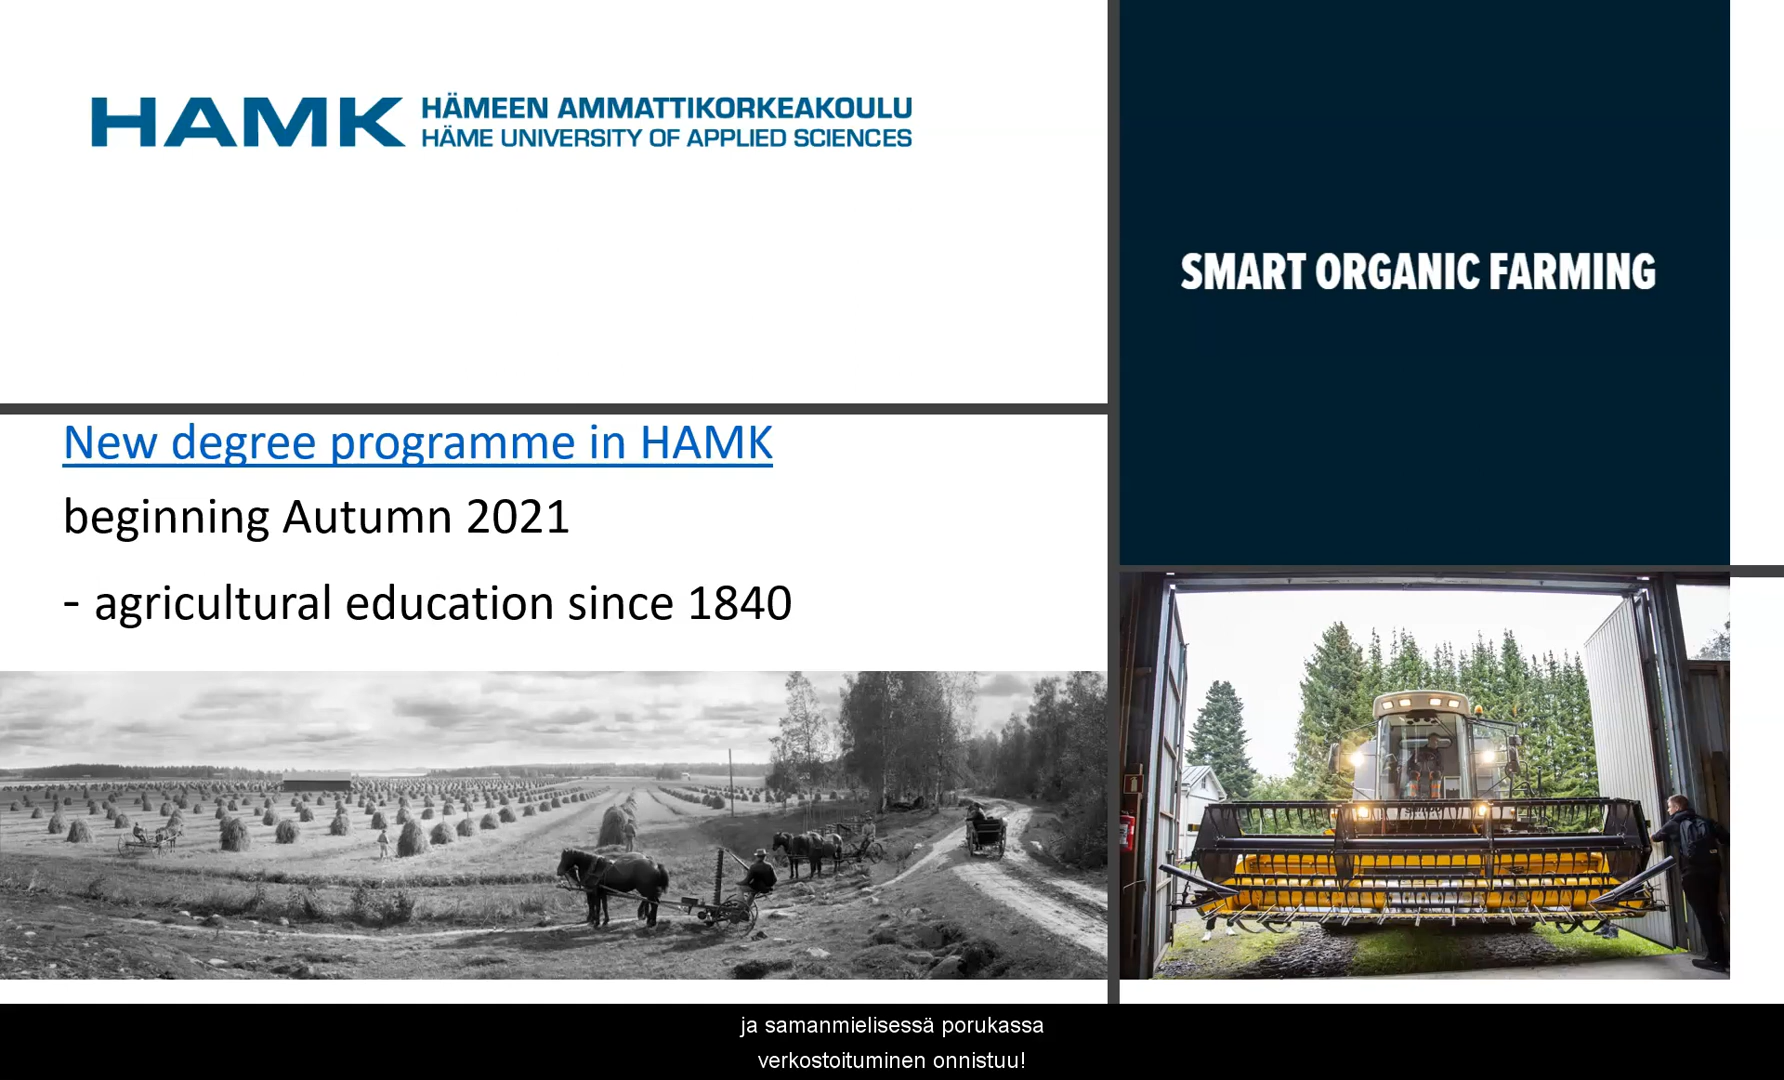 HAMK
HÄMEEN AMMATTIKORKEAKOULU
HÄME UNIVERSITY OF APPLIED SCIENCES
SMART ORGANIC FARMING
New degree programme in HAMK
beginning Autumn 2021
- agricultural education since 1840
ja samanmielisessä porukassa
verkostoituminen onnistuu!